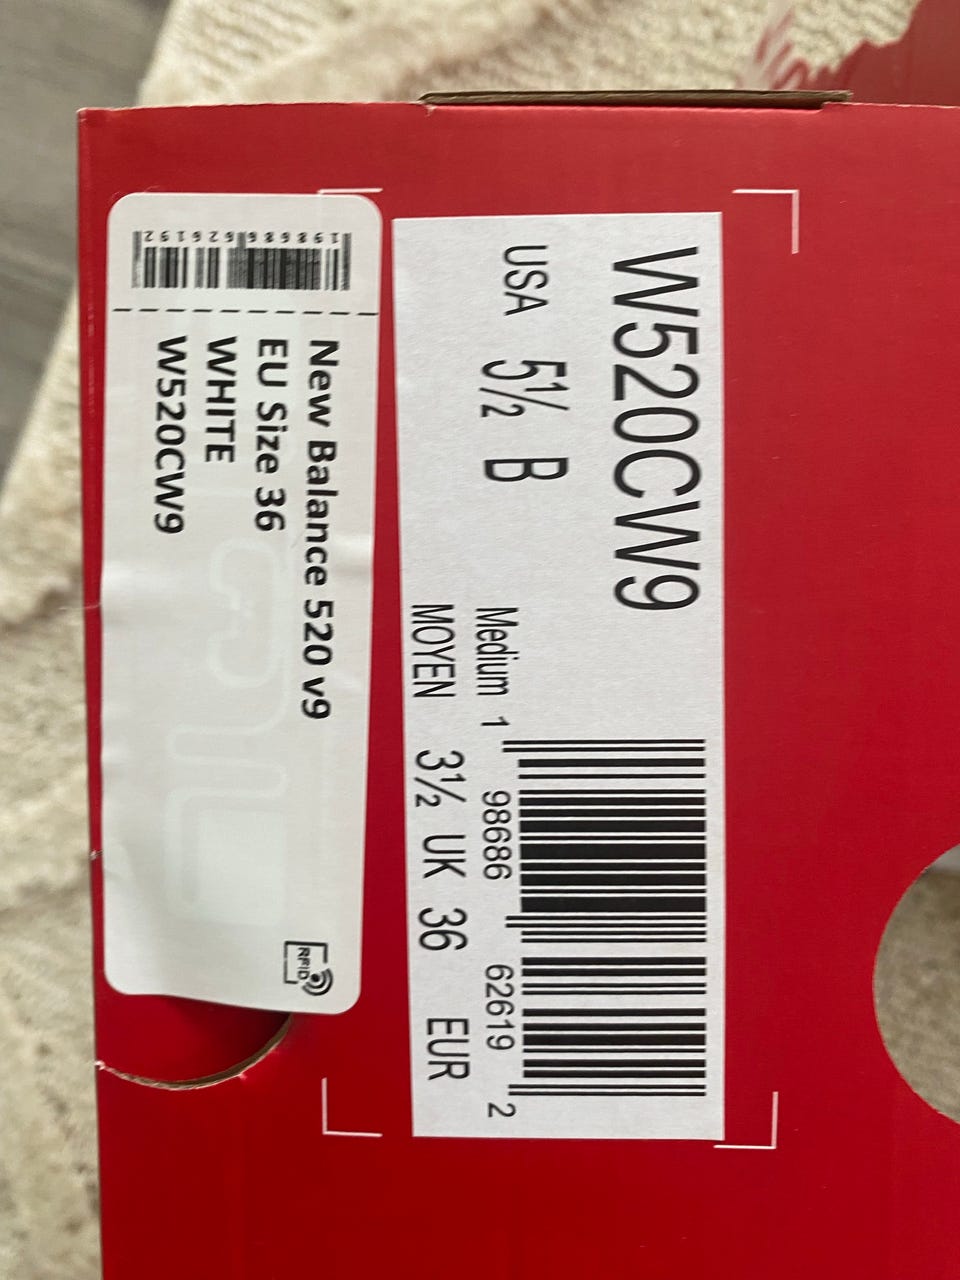 W520CW9
USA 5½ B
Medium
MOYEN
3½ UK 36 EUR
1 98686 62619 2
198686626192
New Balance 520 v9
EU Size 36
WHITE
W520CW9
RFID